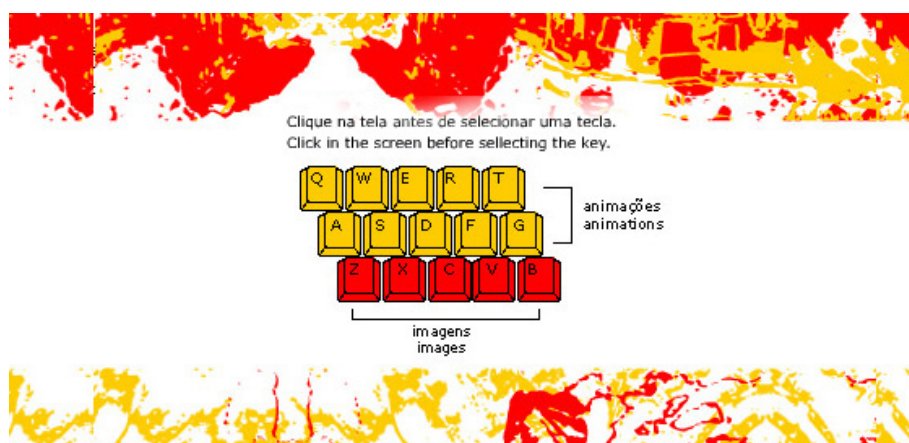 Clique na tela antes de selecionar uma tecla.
Click in the screen before sellecting the key.
Q W E R T
animações
animations
A S D F G
Z X C V B
imagens
images